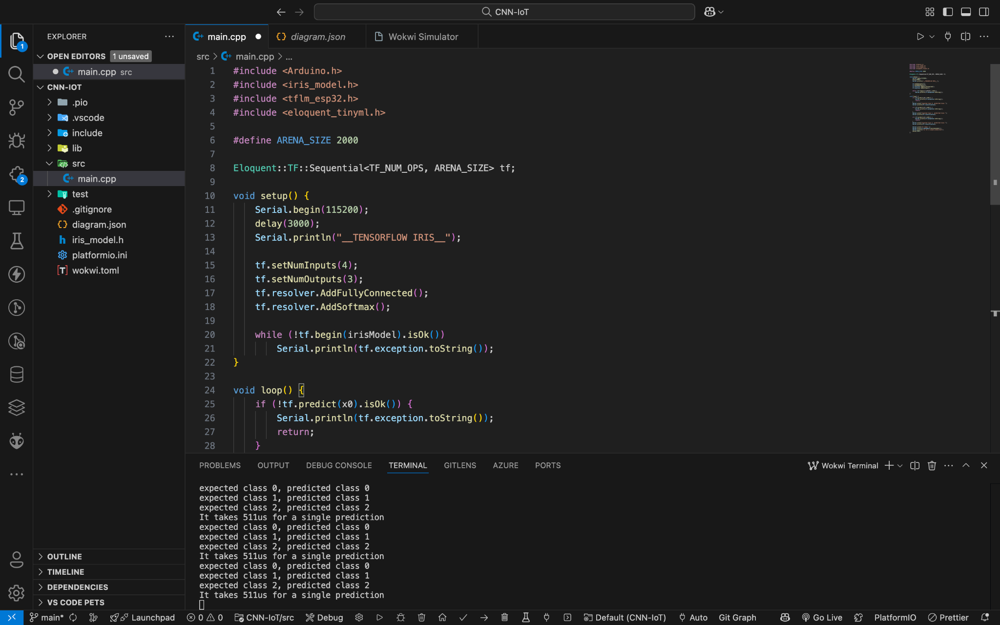 CNN-IoT
EXPLORER
1
OPEN EDITORS 1 unsaved
main.cpp src
CNN-IOT
.pio
.vscode
include
lib
src
main.cpp
2
test
.gitignore
diagram.json
iris_model.h
platformio.ini
wokwi.toml
OUTLINE
TIMELINE
DEPENDENCIES
VS CODE PETS
main.cpp
diagram.json
Wokwi Simulator
src > main.cpp > ...
1 #include <Arduino.h>
2 #include <iris_model.h>
3 #include <tflm_esp32.h>
4 #include <eloquent_tinyml.h>
5
6 #define ARENA_SIZE 2000
7
8 Eloquent::TF::Sequential<TF_NUM_OPS, ARENA_SIZE> tf;
9
10 void setup() {
11 Serial.begin(115200);
12 delay(3000);
13 Serial.println("__TENSORFLOW IRIS__");
14
15 tf.setNumInputs(4);
16 tf.setNumOutputs(3);
17 tf.resolver.AddFullyConnected();
18 tf.resolver.AddSoftmax();
19
20 while (!tf.begin(irisModel).isOk())
21 Serial.println(tf.exception.toString());
22 }
23
24 void loop() {
25 if (!tf.predict(x0).isOk()) {
26 Serial.println(tf.exception.toString());
27 return;
28 }
PROBLEMS OUTPUT DEBUG CONSOLE TERMINAL GITLENS AZURE PORTS
Wokwi Terminal
expected class 0, predicted class 0
expected class 1, predicted class 1
expected class 2, predicted class 2
It takes 511us for a single prediction
expected class 0, predicted class 0
expected class 1, predicted class 1
expected class 2, predicted class 2
It takes 511us for a single prediction
expected class 0, predicted class 0
expected class 1, predicted class 1
expected class 2, predicted class 2
It takes 511us for a single prediction
main* Launchpad 0 0 CNN-IoT/src Debug Default (CNN-IoT) Auto Git Graph Go Live PlatformIO Prettier